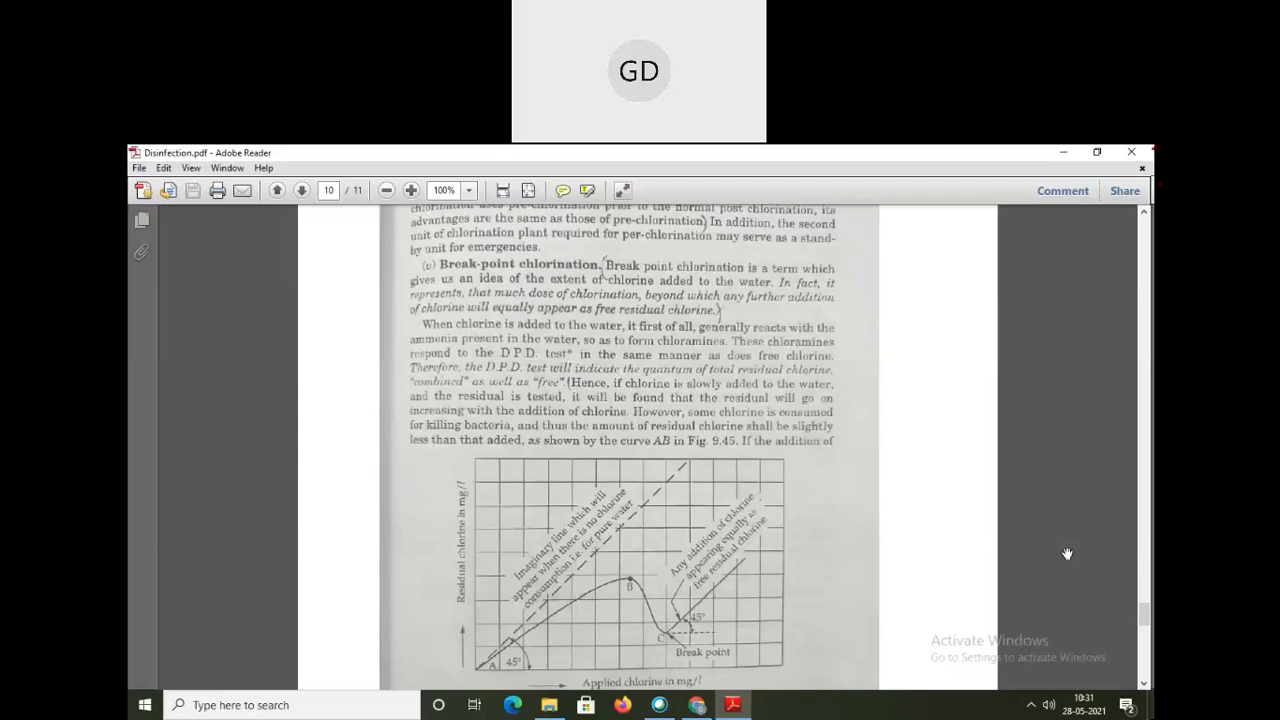 GD
Disinfection.pdf - Adobe Reader
File Edit View Window Help
10 / 11 100% Comment Share
chlorination uses pre-chlorination prior to the normal post chlorination, its
advantages are the same as those of pre-chlorination) In addition, the second
unit of chlorination plant required for per-chlorination may serve as a stand-
by unit for emergencies.
(v) Break-point chlorination. (Break point chlorination is a term which
gives us an idea of the extent of chlorine added to the water. In fact, it
represents, that much dose of chlorination, beyond which any further addition
of chlorine will equally appear as free residual chlorine.)
When chlorine is added to the water, it first of all, generally reacts with the
ammonia present in the water, so as to form chloramines. These chloramines
respond to the D.P.D. test* in the same manner as does free chlorine.
Therefore, the D.P.D. test will indicate the quantum of total residual chlorine,
"combined" as well as "free". (Hence, if chlorine is slowly added to the water,
and the residual is tested, it will be found that the residual will go on
increasing with the addition of chlorine. However, some chlorine is consumed
for killing bacteria, and thus the amount of residual chlorine shall be slightly
less than that added, as shown by the curve AB in Fig. 9.45. If the addition of
Residual chlorine in mg/l
Imaginary line which will
appear when there is no chlorine
consumption i.e. for pure water
Any addition of chlorine
appearing equally as
free residual chlorine
B
45°
C
Break point
A
45°
Applied chlorine in mg/l
Activate Windows
Go to Settings to activate Windows.
Type here to search
10:31
28-05-2021
2